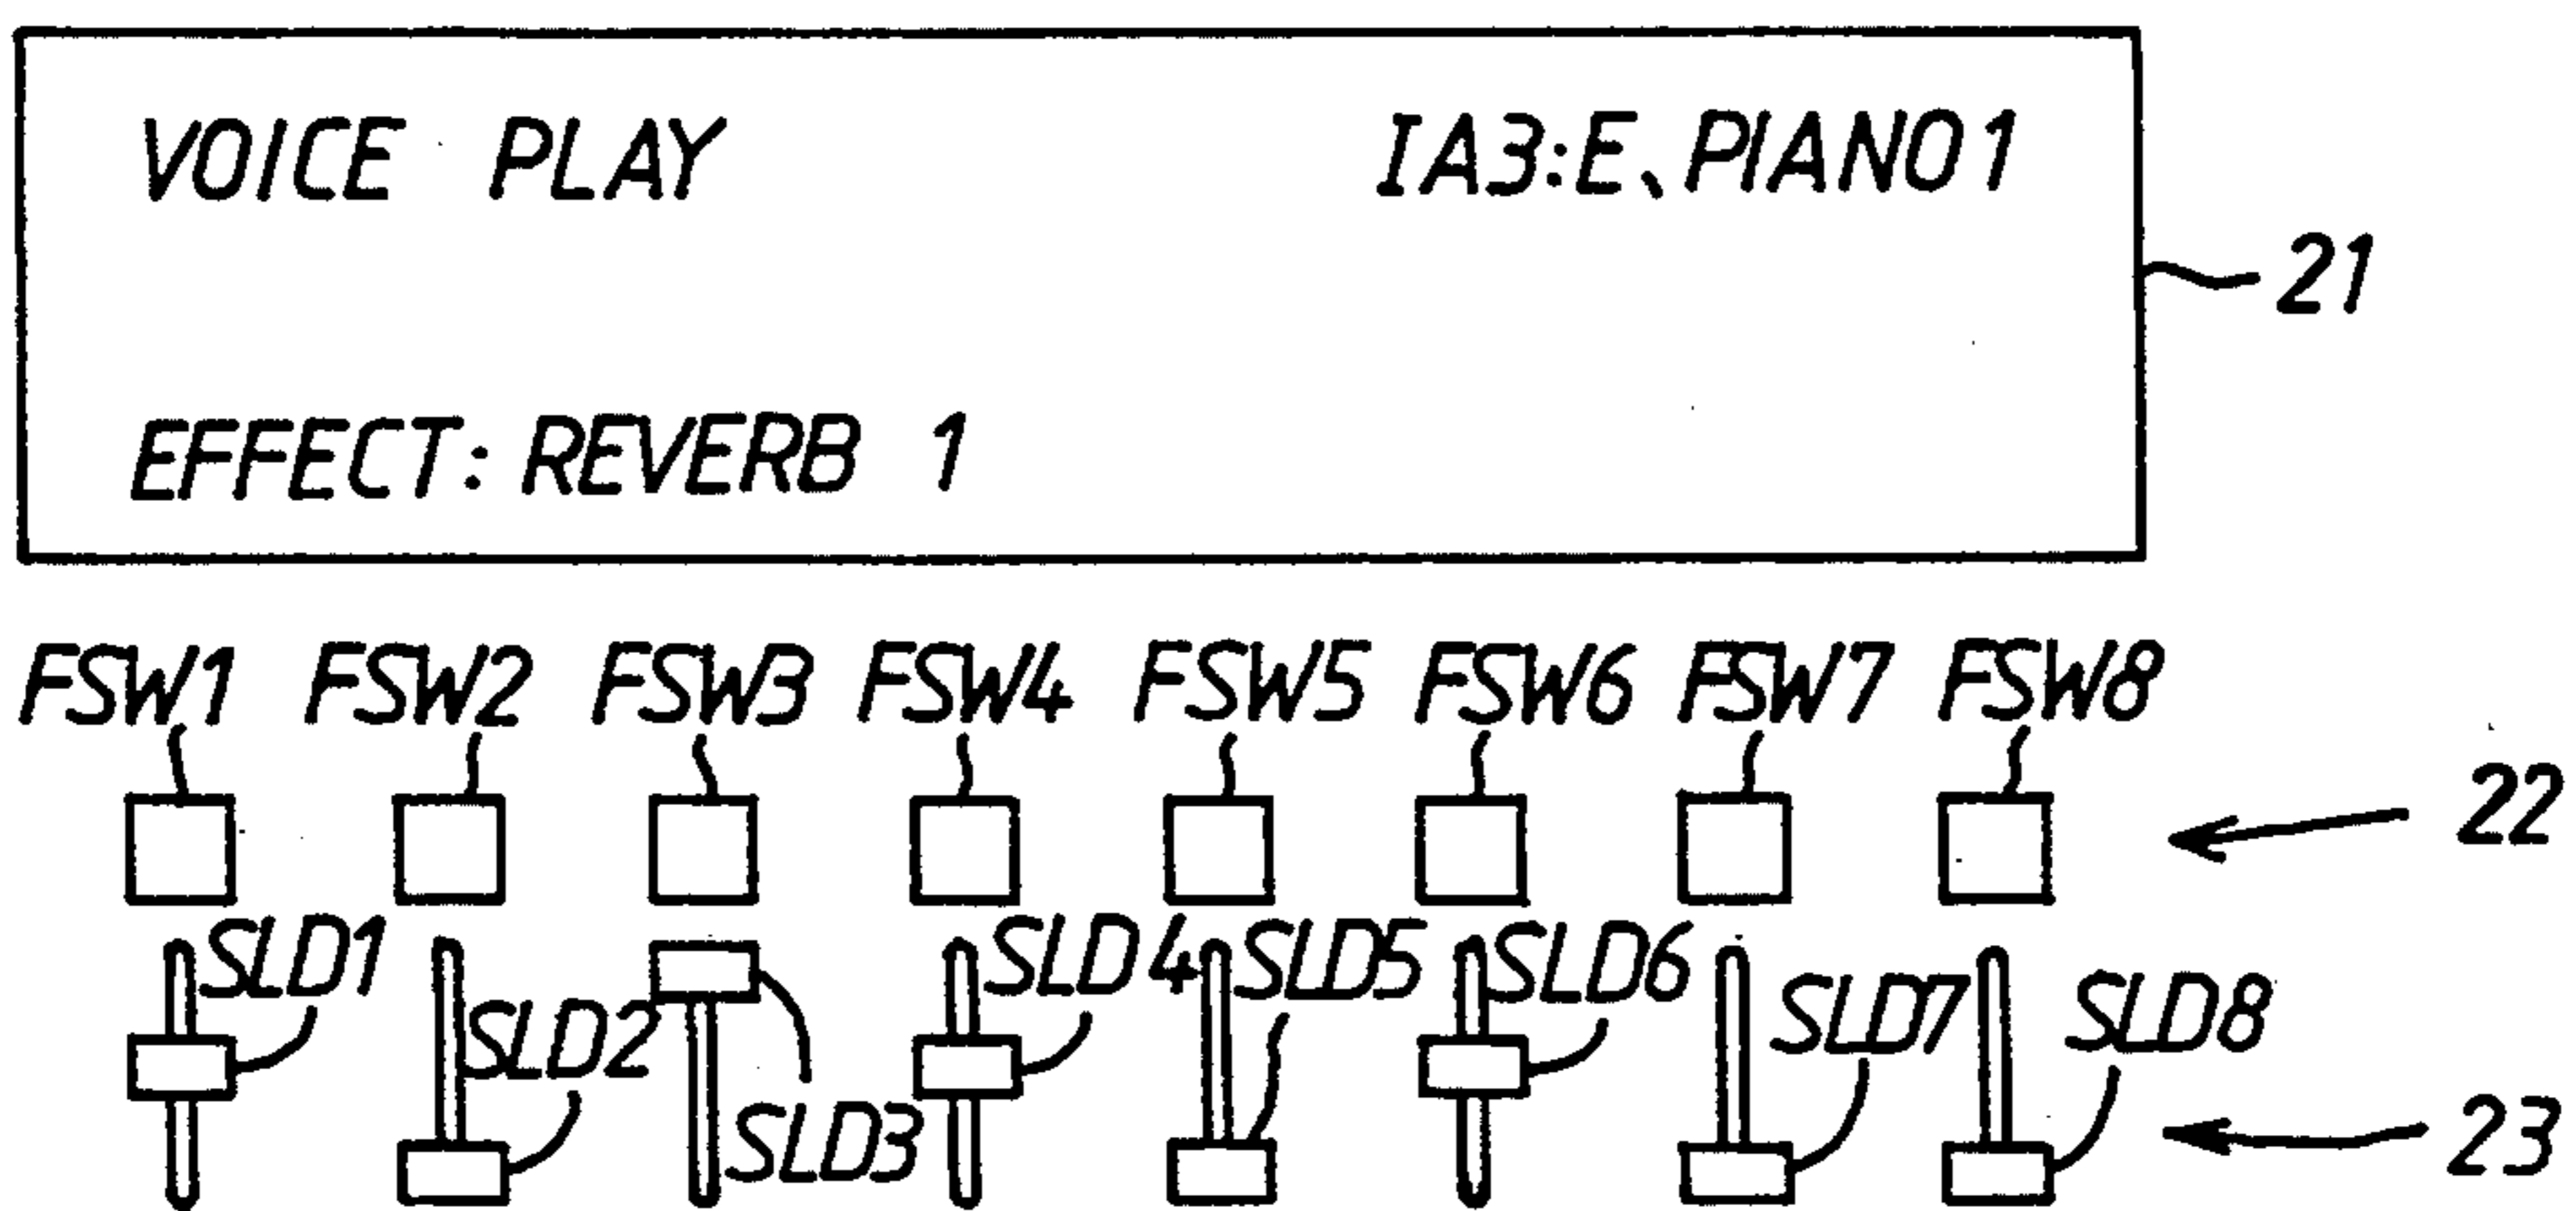 VOICE PLAY IA3:E、PIANO1
21
EFFECT: REVERB 1
FSW1 FSW2 FSW3 FSW4 FSW5 FSW6 FSW7 FSW8
22
SLD1 SLD2 SLD3 SLD4 SLD5 SLD6 SLD7 SLD8
23